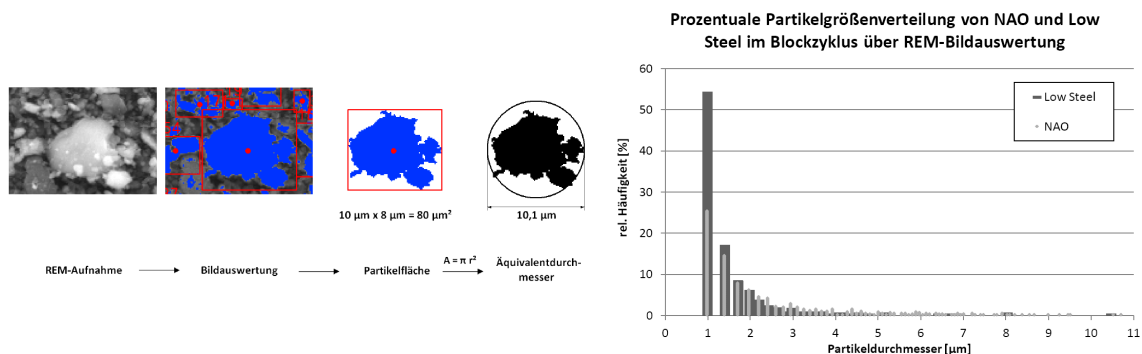 10 µm x 8 µm = 80 µm²
10,1 µm
REM-Aufnahme
Bildauswertung
Partikelfläche
A = π r²
Äquivalentdurch-
messer
Prozentuale Partikelgrößenverteilung von NAO und Low
Steel im Blockzyklus über REM-Bildauswertung
rel. Häufigkeit [%]
60
50
40
30
20
10
0
Low Steel
NAO
0 1 2 3 4 5 6 7 8 9 10 11
Partikeldurchmesser [µm]